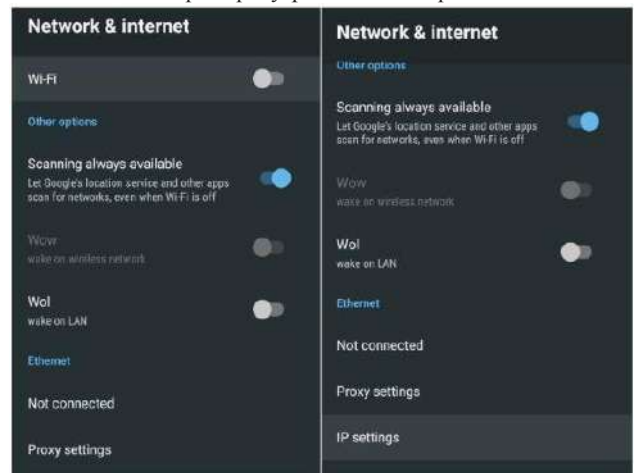 Network & internet
Wi-Fi
Other options
Scanning always available
Let Google's location service and other apps
scan for networks, even when Wi-Fi is off
Wow
wake on wireless network
Wol
wake on LAN
Ethernet
Not connected
Proxy settings
Network & internet
Other options
Scanning always available
Let Google's location service and other apps
scan for networks, even when Wi-Fi is off
Wow
wake on wireless network
Wol
wake on LAN
Ethernet
Not connected
Proxy settings
IP settings